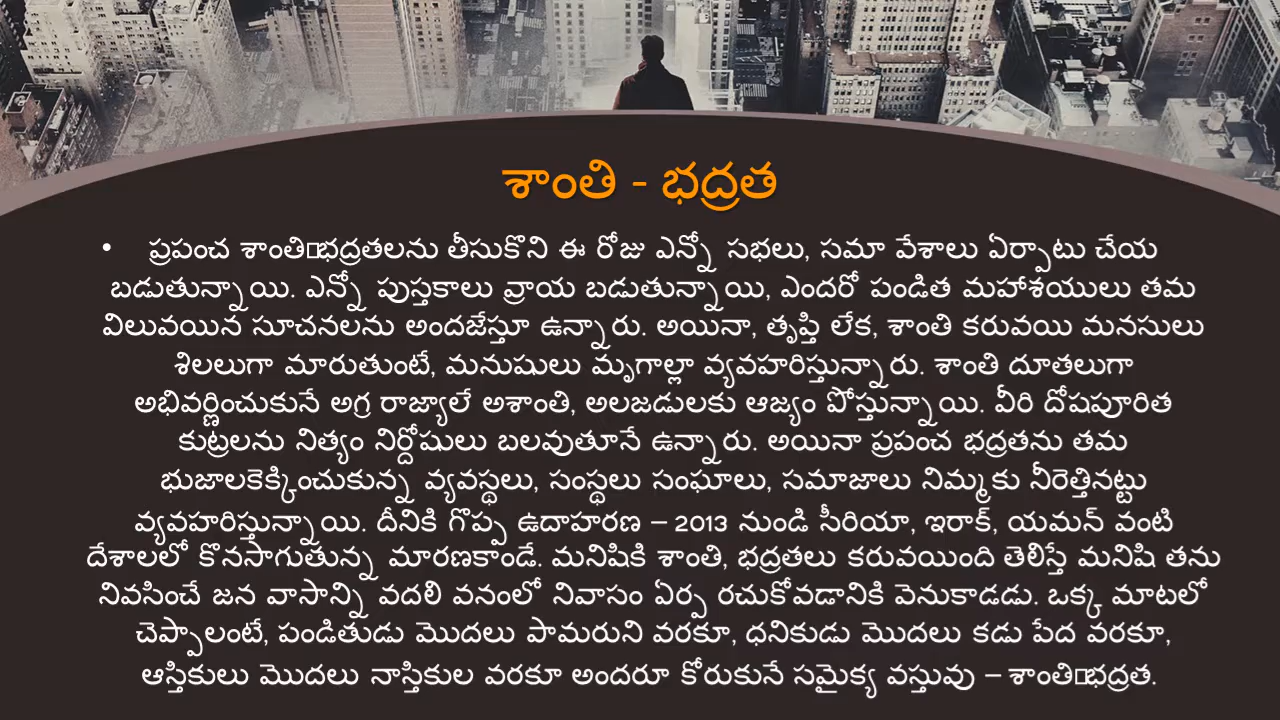 శాంతి - భద్రత
• ప్రపంచ శాంతి భద్రతలను తీసుకొని ఈ రోజు ఎన్నో సభలు, సమా వేశాలు ఏర్పాటు చేయ
బడుతున్నాయి. ఎన్నో పుస్తకాలు వ్రాయ బడుతున్నాయి, ఎందరో పండిత మహాశయులు తమ
విలువయిన సూచనలను అందజేస్తూ ఉన్నారు. అయినా, తృప్తి లేక, శాంతి కరువయి మనసులు
శిలలుగా మారుతుంటే, మనుషులు మృగాల్లా వ్యవహరిస్తున్నారు. శాంతి దూతలుగా
అభివర్ణించుకునే అగ్ర రాజ్యాలే అశాంతి, అలజడులకు ఆజ్యం పోస్తున్నాయి. వీరి దోషపూరిత
కుట్రలను నిత్యం నిర్దోషులు బలవుతూనే ఉన్నారు. అయినా ప్రపంచ భద్రతను తమ
భుజాలకెక్కించుకున్న వ్యవస్థలు, సంస్థలు సంఘాలు, సమాజాలు నిమ్మకు నీరెత్తినట్టు
వ్యవహరిస్తున్నాయి. దీనికి గొప్ప ఉదాహరణ – 2013 నుండి సీరియా, ఇరాక్, యమన్ వంటి
దేశాలలో కొనసాగుతున్న మారణకాండే. మనిషికి శాంతి, భద్రతలు కరువయింది తెలిస్తే మనిషి తను
నివసించే జన వాసాన్ని వదలి వనంలో నివాసం ఏర్ప రచుకోవడానికి వెనుకాడడు. ఒక్క మాటలో
చెప్పాలంటే, పండితుడు మొదలు పామరుని వరకూ, ధనికుడు మొదలు కడు పేద వరకూ,
ఆస్తికులు మొదలు నాస్తికుల వరకూ అందరూ కోరుకునే సమైక్య వస్తువు – శాంతి భద్రత.